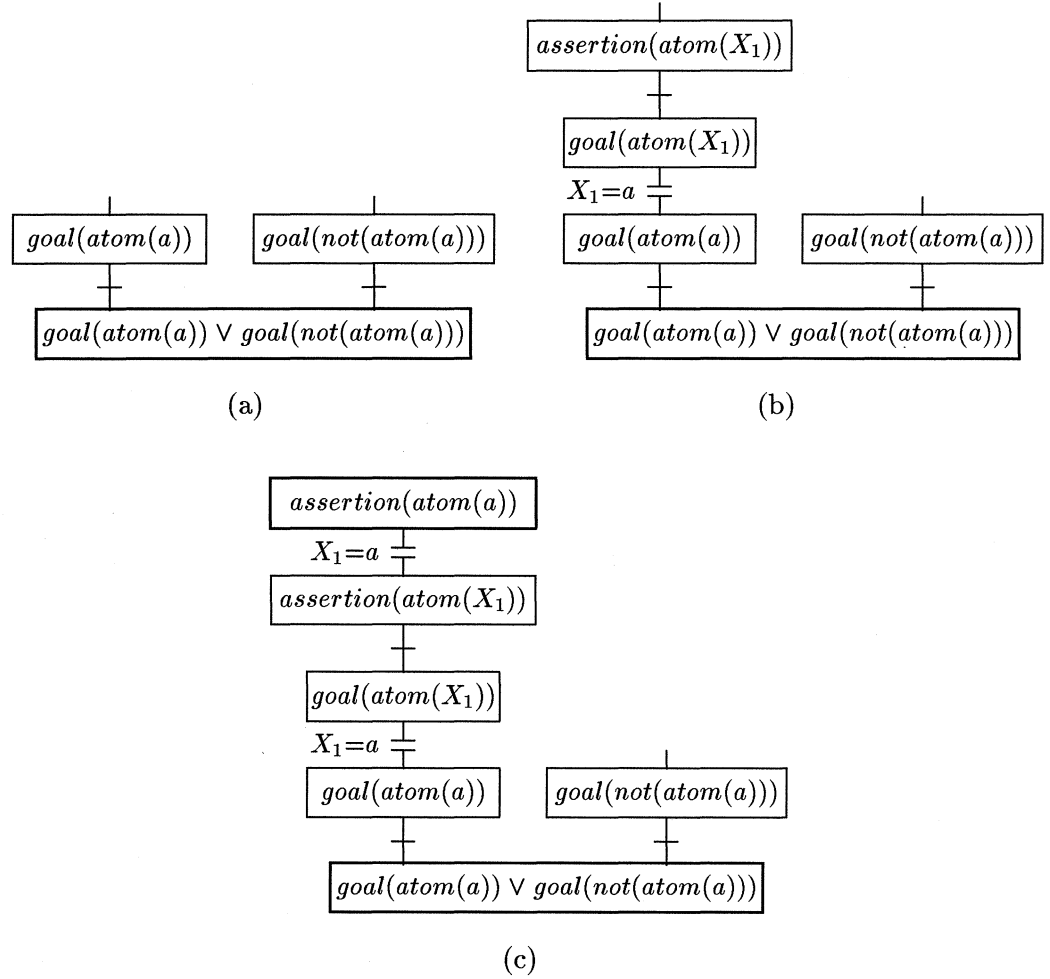 assertion(atom(X₁))
goal(atom(X₁))
X₁=a
goal(atom(a)) goal(not(atom(a))) goal(atom(a)) goal(not(atom(a)))
goal(atom(a)) ∨ goal(not(atom(a))) goal(atom(a)) ∨ goal(not(atom(a)))
(a) (b)
assertion(atom(a))
X₁=a
assertion(atom(X₁))
goal(atom(X₁))
X₁=a
goal(atom(a)) goal(not(atom(a)))
goal(atom(a)) ∨ goal(not(atom(a)))
(c)